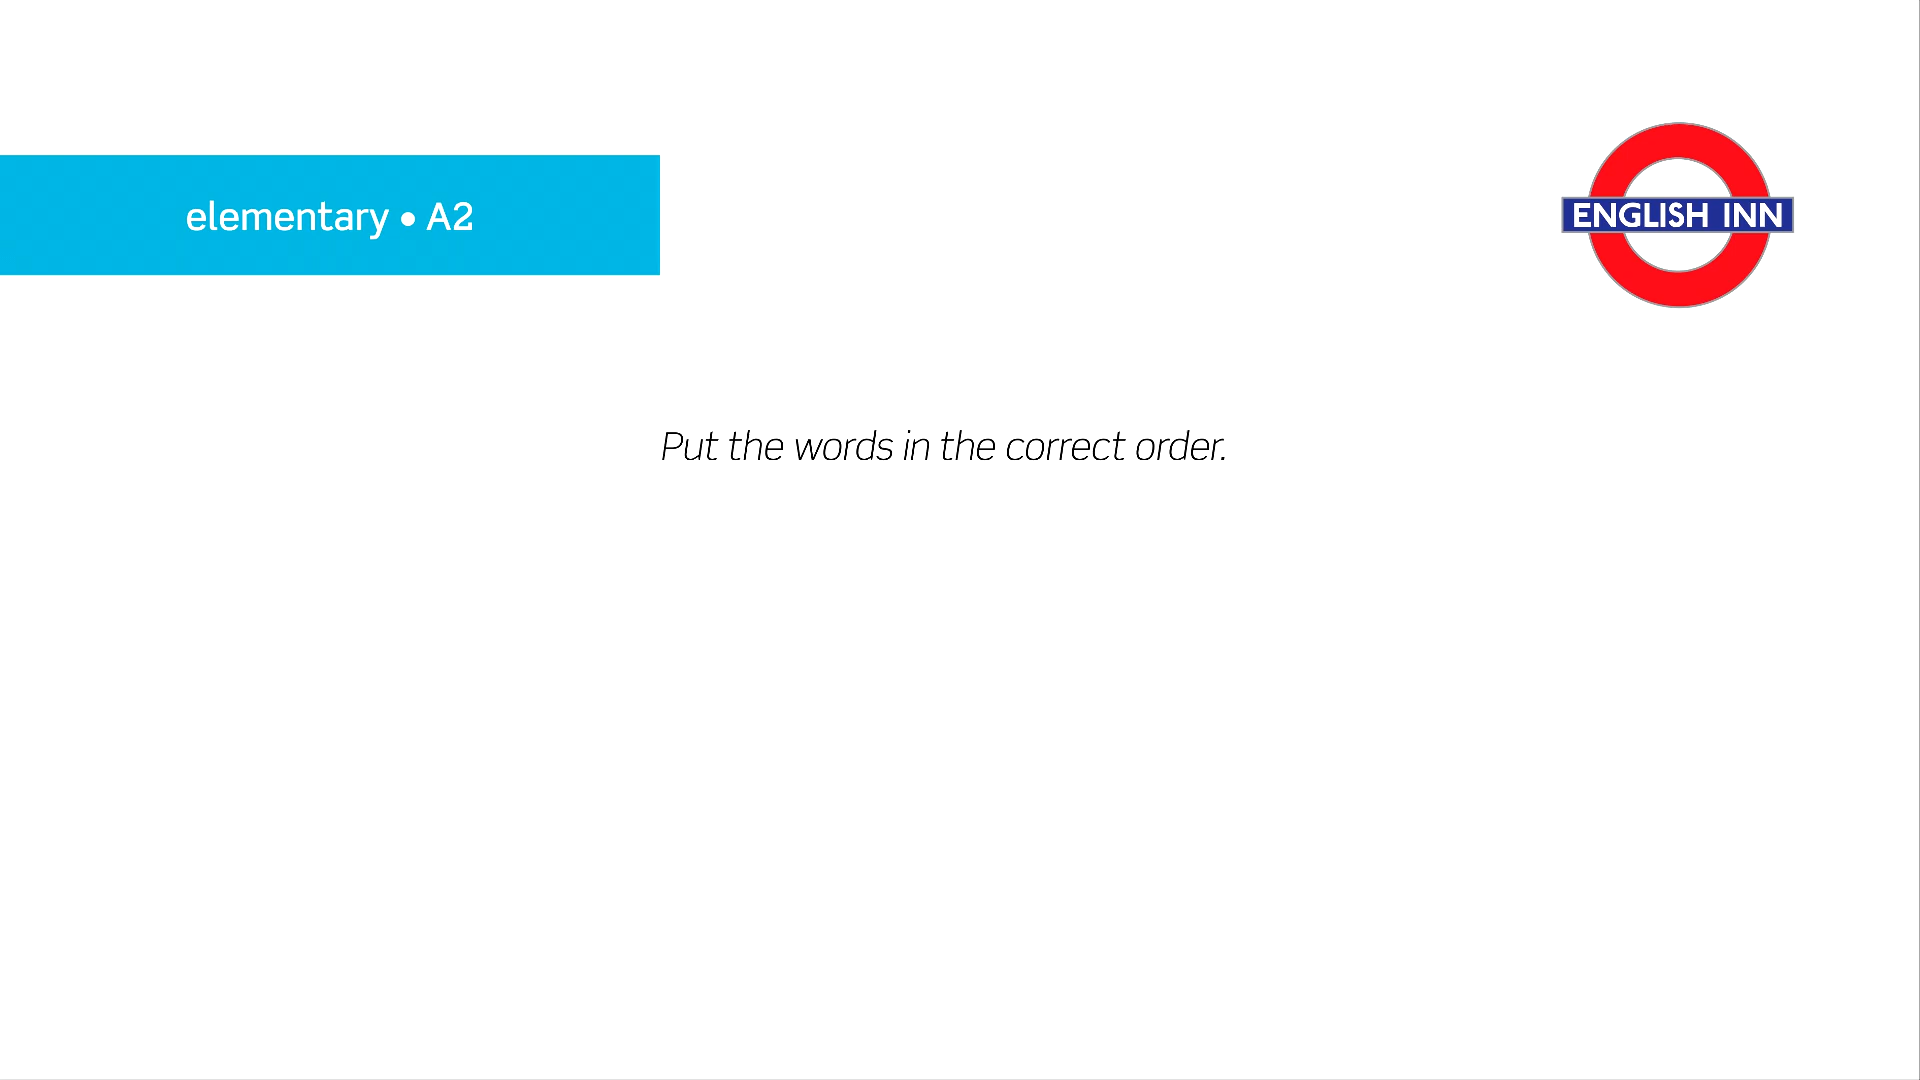 elementary • A2
ENGLISH INN
Put the words in the correct order.